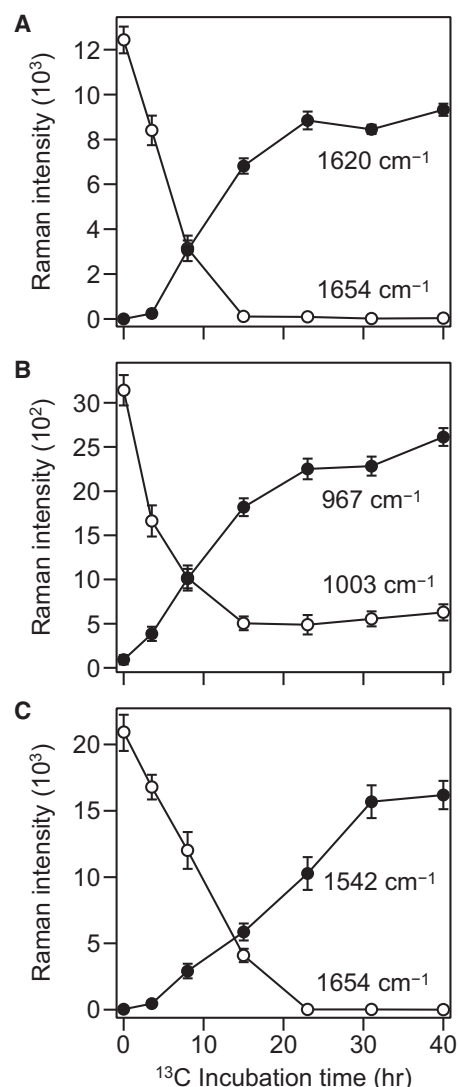 A
Raman intensity (10³)
12
10
8
6
4
2
0
1620 cm⁻¹
1654 cm⁻¹
B
Raman intensity (10²)
30
25
20
15
10
5
0
967 cm⁻¹
1003 cm⁻¹
C
Raman intensity (10³)
20
15
10
5
0
1542 cm⁻¹
1654 cm⁻¹
0 10 20 30 40
¹³C Incubation time (hr)